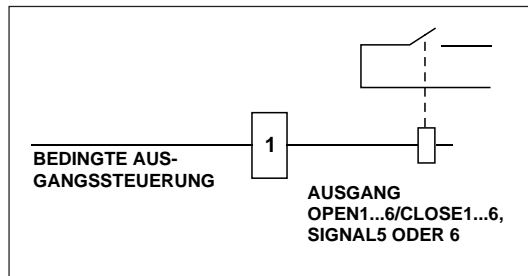 BEDINGTE AUS-
GANGSSTEUERUNG
1
AUSGANG
OPEN1...6/CLOSE1...6,
SIGNAL5 ODER 6